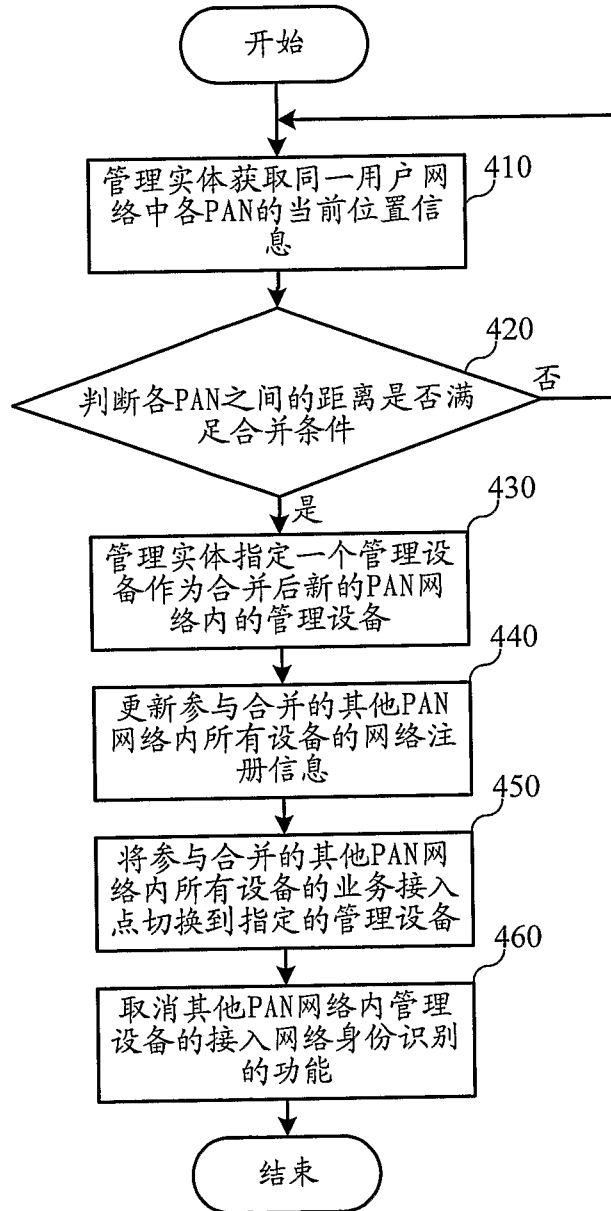 开始
管理实体获取同一用户网
络中各PAN的当前位置信
息
410
420
判断各PAN之间的距离是否满
足合并条件
否
是
430
管理实体指定一个管理设
备作为合并后新的PAN网
络内的管理设备
440
更新参与合并的其他PAN
网络内所有设备的网络注
册信息
450
将参与合并的其他PAN网
络内所有设备的业务接入
点切换到指定的管理设备
460
取消其他PAN网络内管理
设备的接入网络身份识别
的功能
结束